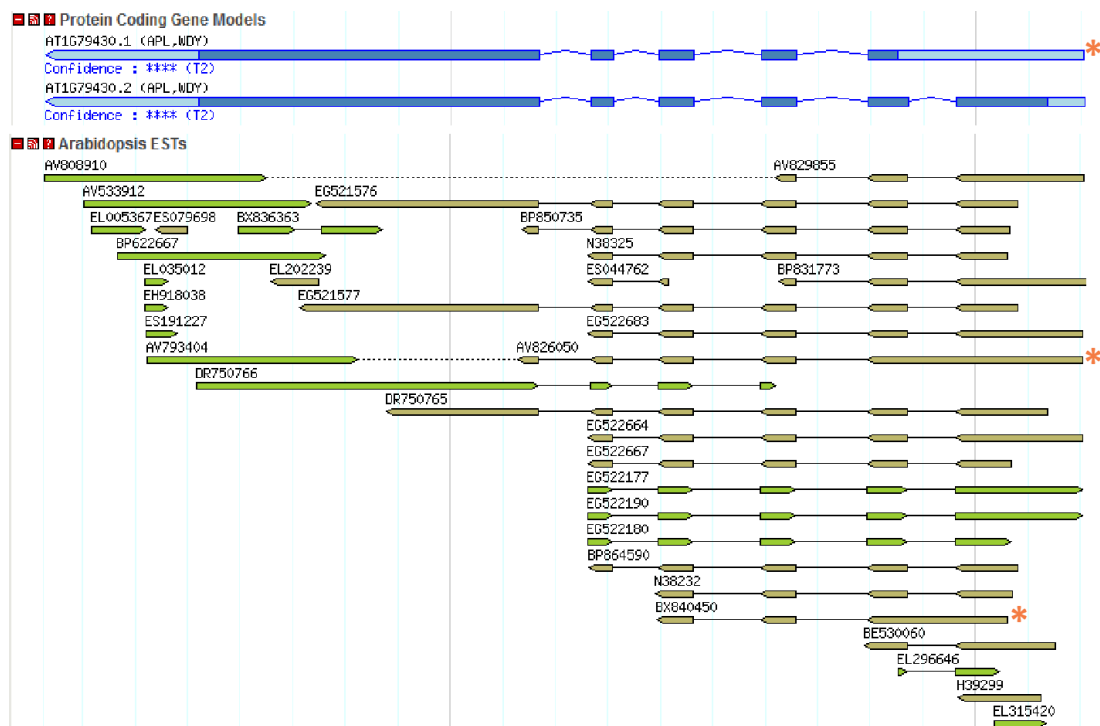 Protein Coding Gene Models
AT1G79430.1 (APL,WDY)
*
Confidence : **** (T2)
AT1G79430.2 (APL,WDY)
Confidence : **** (T2)
Arabidopsis ESTs
AV808910 AV829855
AV533912 EG521576
EL005367 ES079698 BX836363 BP850735
BP622667 N38325
EL035012 EL202239 ES044762 BP831773
EH918038 EG521577
ES191227 EG522683
AV793404 AV826050 *
DR750766
DR750765
EG522664
EG522667
EG522177
EG522190
EG522180
BP864590
N38232
BX840450 *
BE530060
EL296646
H39299
EL315420